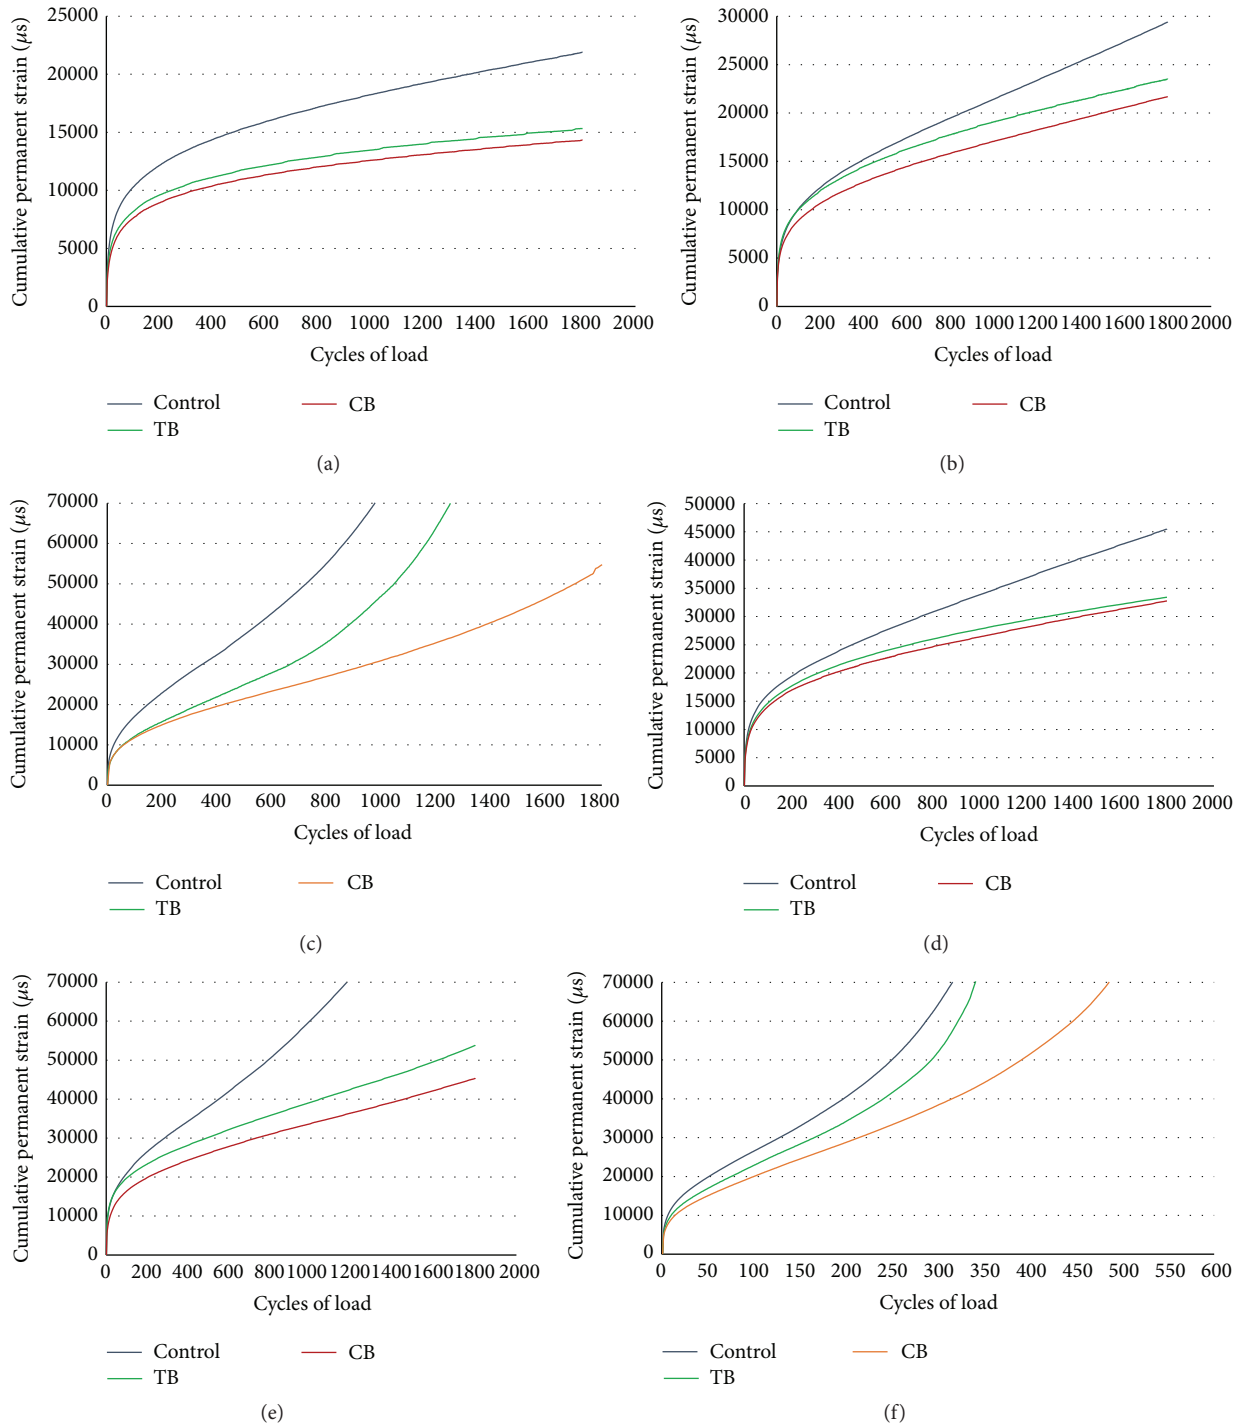 25000
20000
15000
10000
5000
0
Cumulative permanent strain (μs)
0 200 400 600 800 1000 1200 1400 1600 1800 2000
Cycles of load
Control CB
TB
(a)
30000
25000
20000
15000
10000
5000
0
Cumulative permanent strain (μs)
0 200 400 600 800 1000 1200 1400 1600 1800 2000
Cycles of load
Control CB
TB
(b)
70000
60000
50000
40000
30000
20000
10000
0
Cumulative permanent strain (μs)
0 200 400 600 800 1000 1200 1400 1600 1800
Cycles of load
Control CB
TB
(c)
50000
45000
40000
35000
30000
25000
20000
15000
10000
5000
0
Cumulative permanent strain (μs)
0 200 400 600 800 1000 1200 1400 1600 1800 2000
Cycles of load
Control CB
TB
(d)
70000
60000
50000
40000
30000
20000
10000
0
Cumulative permanent strain (μs)
0 200 400 600 800 1000 1200 1400 1600 1800 2000
Cycles of load
Control CB
TB
(e)
70000
60000
50000
40000
30000
20000
10000
0
Cumulative permanent strain (μs)
0 50 100 150 200 250 300 350 400 450 500 550 600
Cycles of load
Control CB
TB
(f)